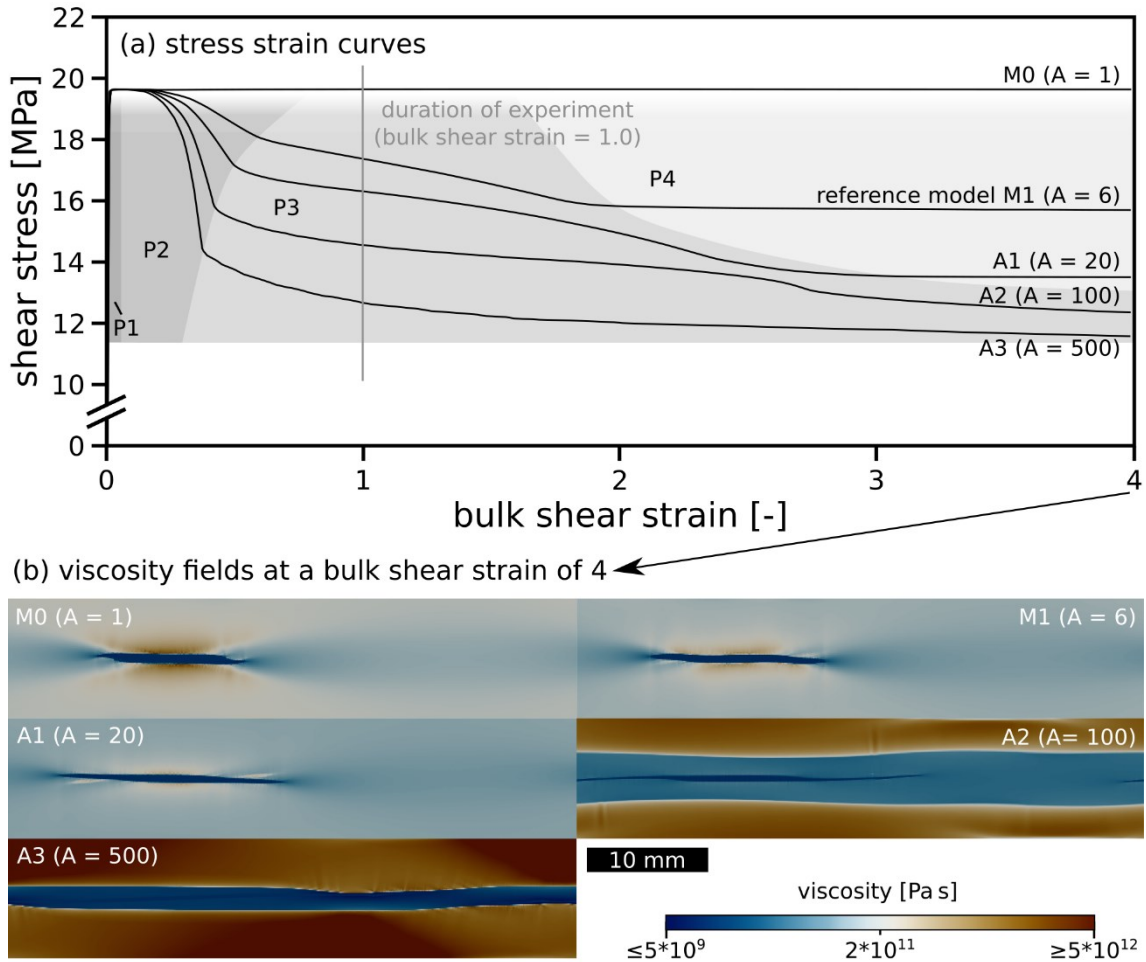 (a) stress strain curves
22
20
18
16
14
12
10
0
shear stress [MPa]
M0 (A = 1)
duration of experiment
(bulk shear strain = 1.0)
P4
reference model M1 (A = 6)
P3
P2
A1 (A = 20)
A2 (A = 100)
P1
A3 (A = 500)
0 1 2 3 4
bulk shear strain [-]
(b) viscosity fields at a bulk shear strain of 4
M0 (A = 1)
M1 (A = 6)
A1 (A = 20)
A2 (A= 100)
A3 (A = 500)
10 mm
viscosity [Pa s]
≤5*10⁹ 2*10¹¹ ≥5*10¹²